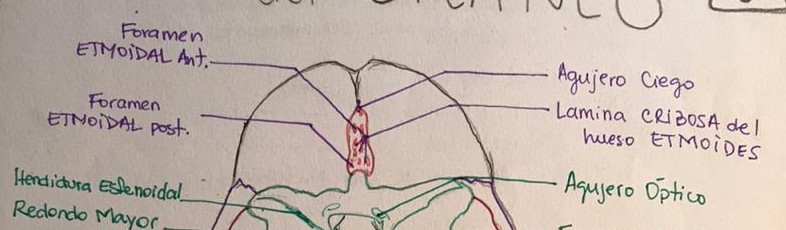 Foramen
ETMOIDAL Ant.
Agujero Ciego
Foramen
ETMOIDAL post.
Lamina CRIBOSA del
hueso ETMOIDES
Hendidura Esfenoidal
Agujero Óptico
Redondo Mayor